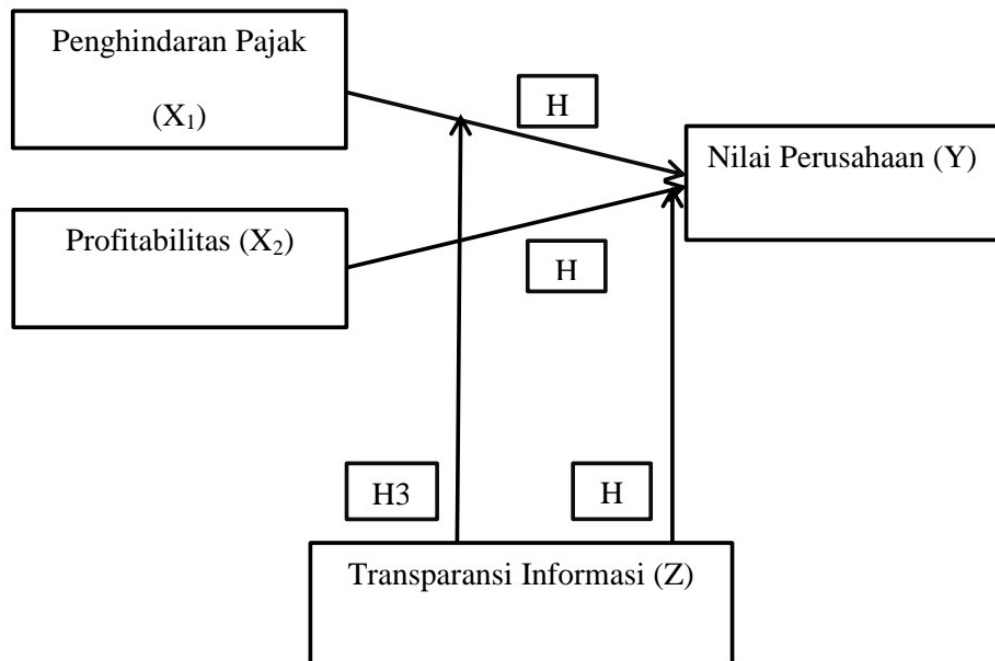 Penghindaran Pajak
(X₁)
H
Nilai Perusahaan (Y)
Profitabilitas (X₂)
H
H3
H
Transparansi Informasi (Z)